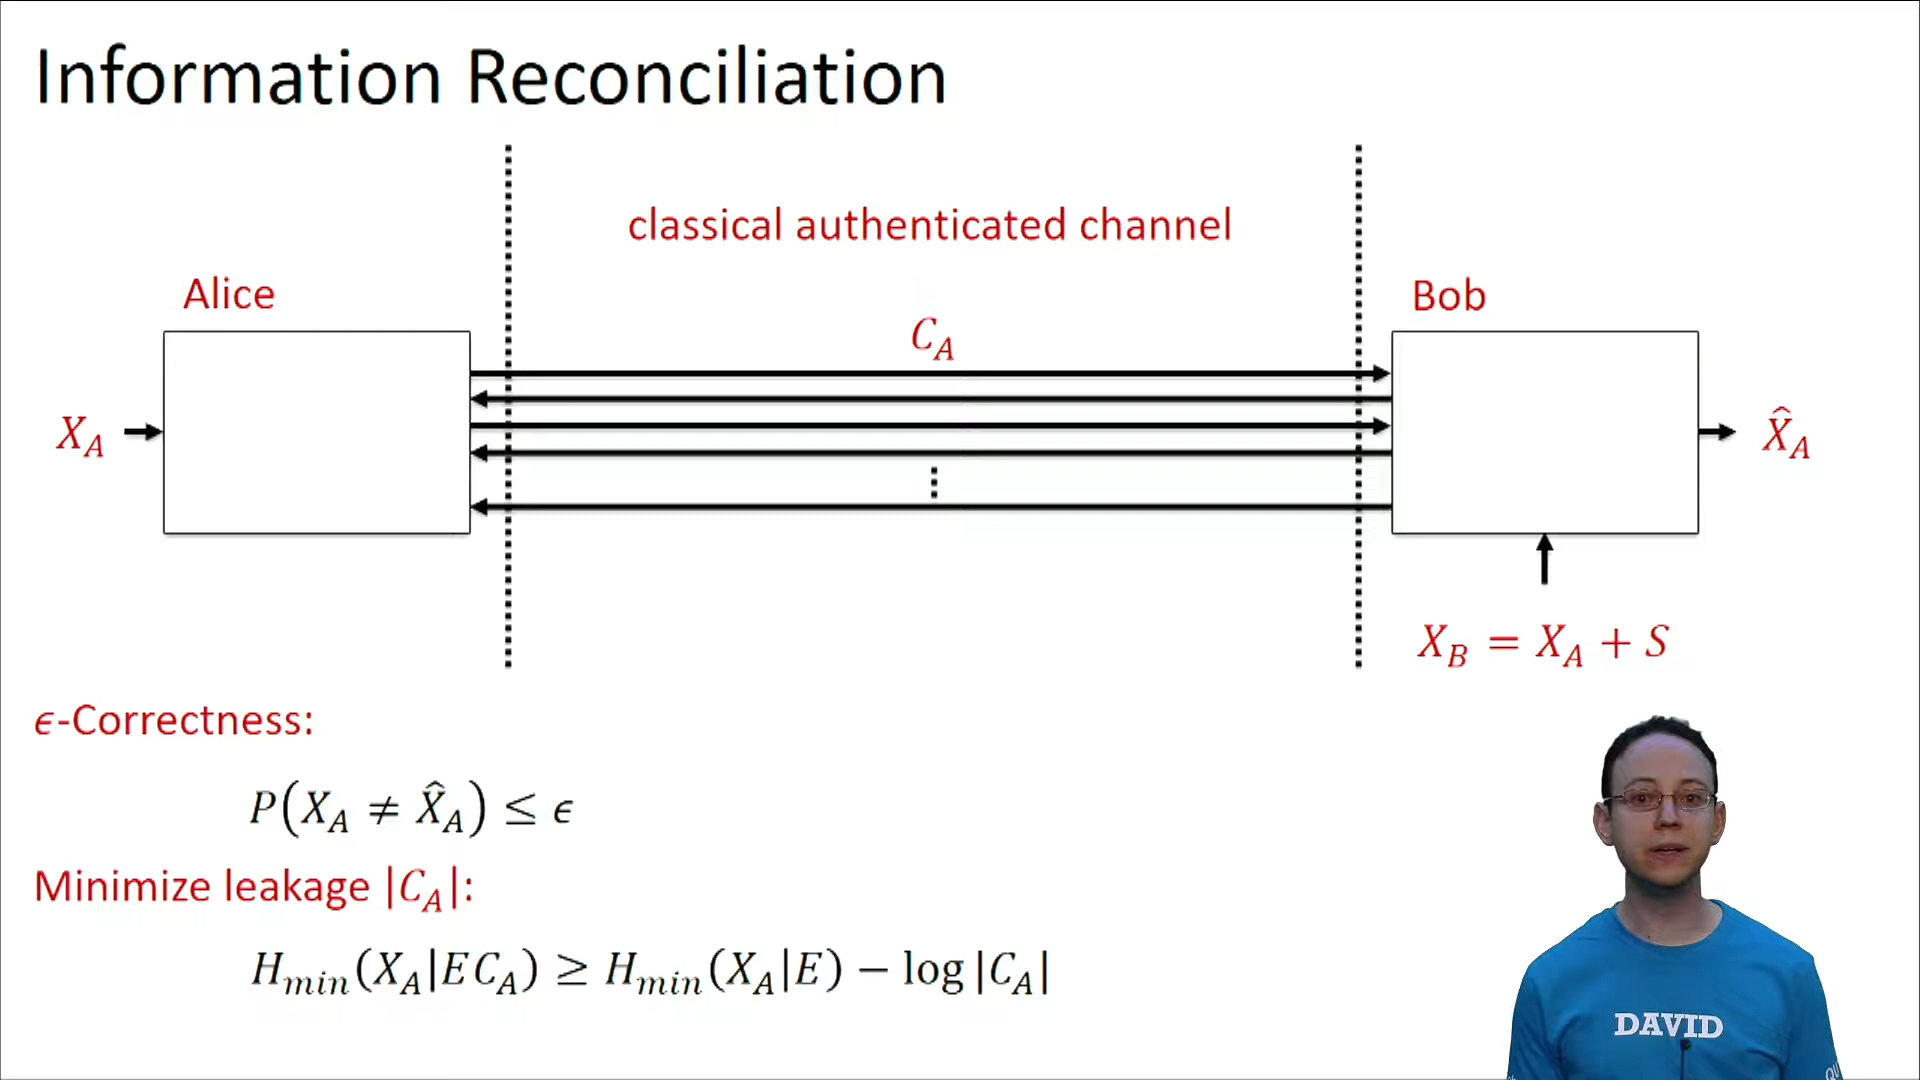 Information Reconciliation
classical authenticated channel
Alice
Bob
C_A
X_A
X̂_A
⋮
X_B = X_A + S
ϵ-Correctness:
P(X_A ≠ X̂_A) ≤ ϵ
Minimize leakage |C_A|:
H_min(X_A|EC_A) ≥ H_min(X_A|E) − log|C_A|
DAVID